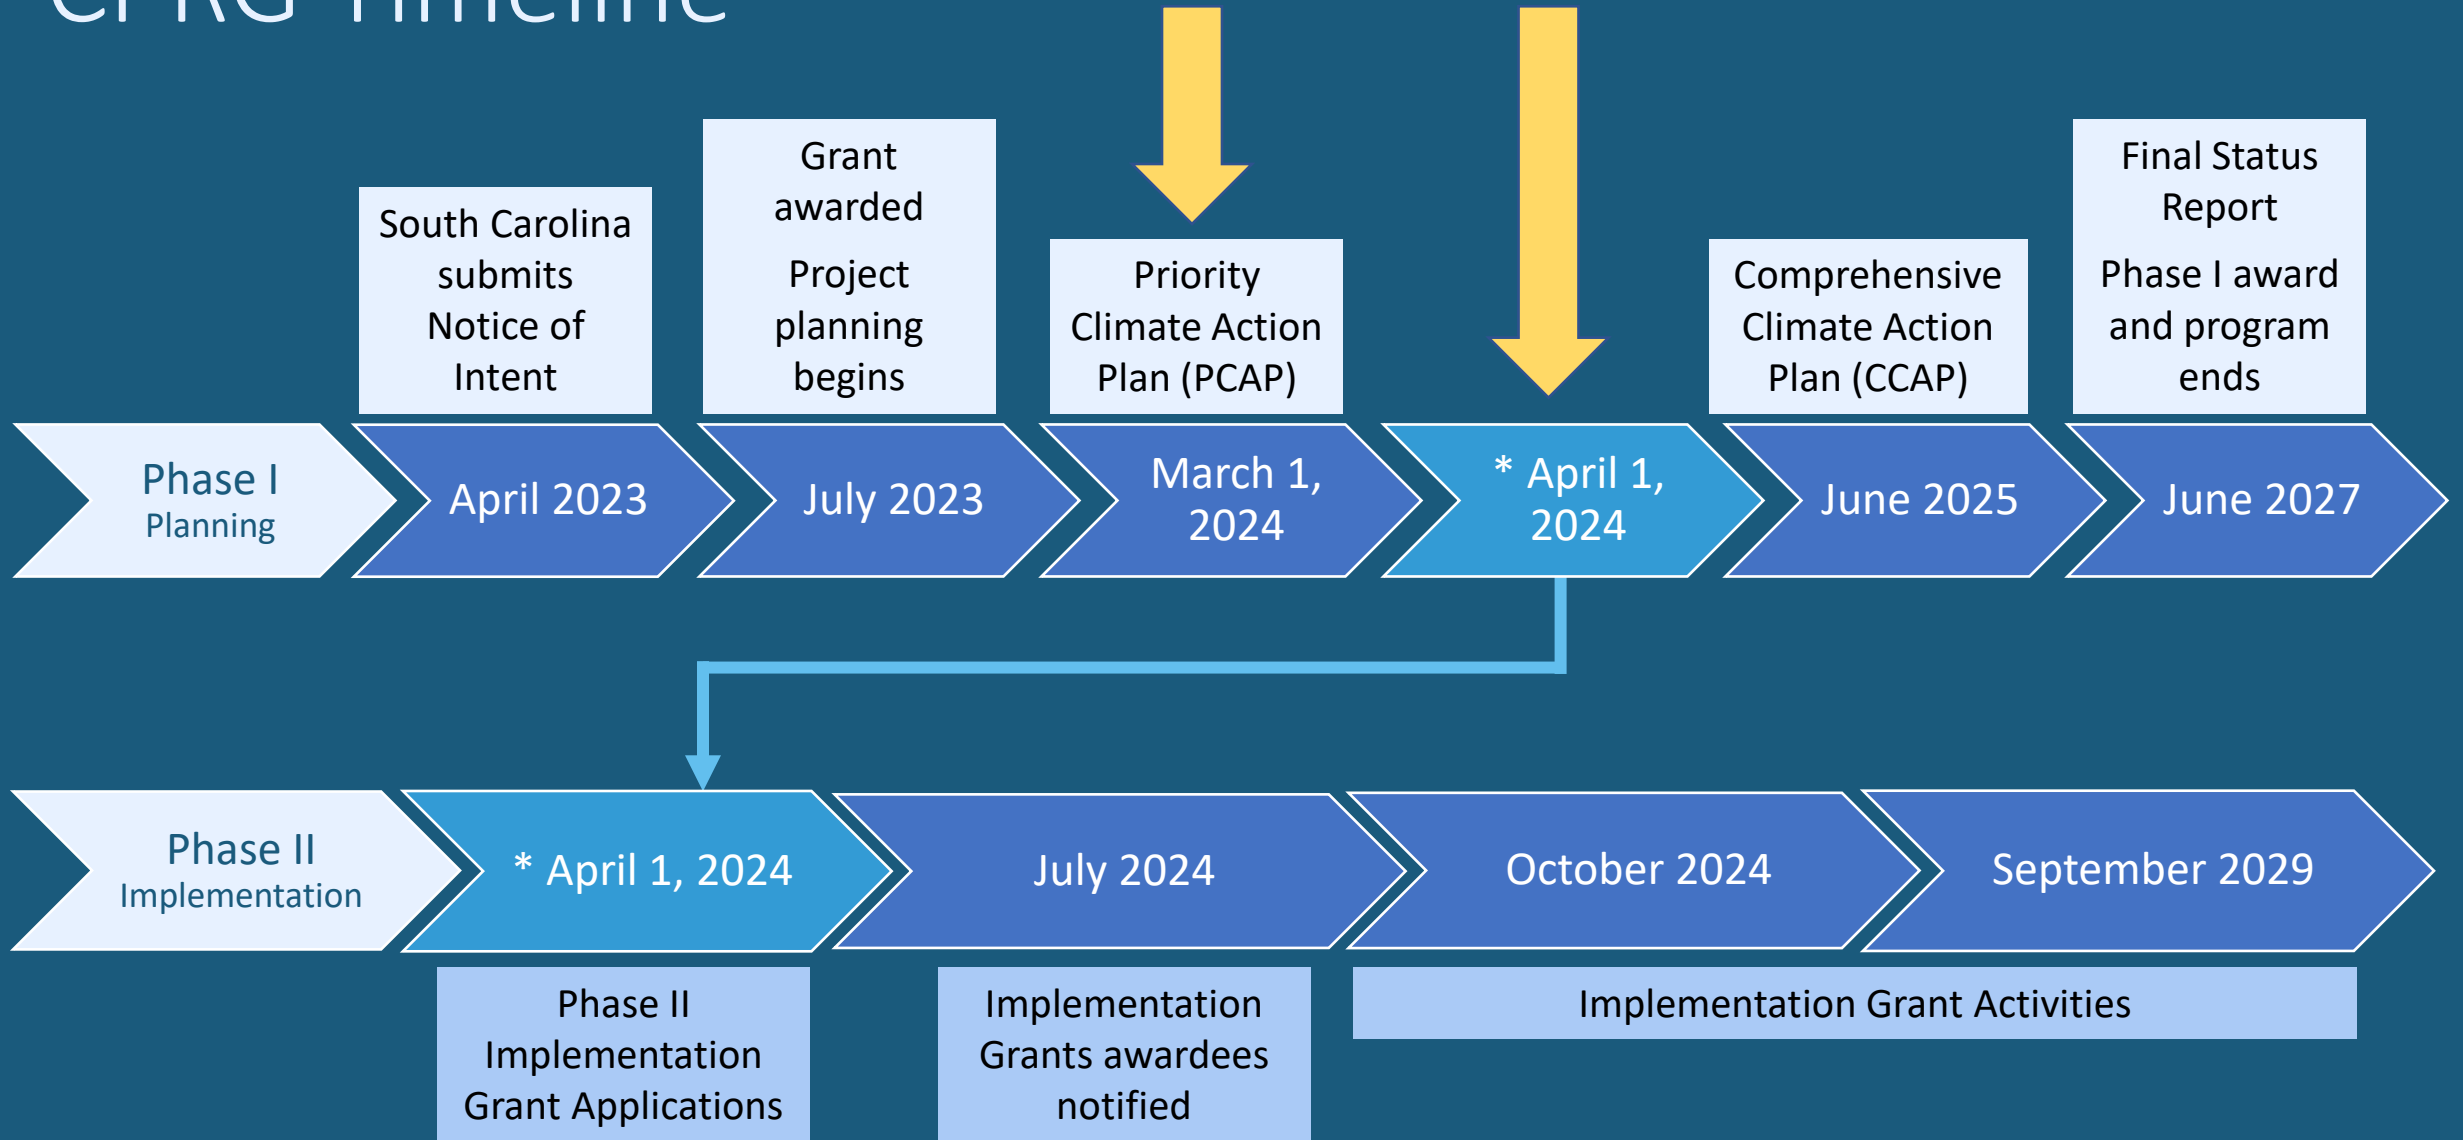 CPRG Timeline
Grant
awarded
Project
planning
begins
Final Status
Report
Phase I award
and program
ends
South Carolina
submits
Notice of
Intent
Priority
Climate Action
Plan (PCAP)
Comprehensive
Climate Action
Plan (CCAP)
Phase I
Planning
April 2023
July 2023
March 1,
2024
* April 1,
2024
June 2025
June 2027
Phase II
Implementation
* April 1, 2024
July 2024
October 2024
September 2029
Phase II
Implementation
Grant Applications
Implementation
Grants awardees
notified
Implementation Grant Activities